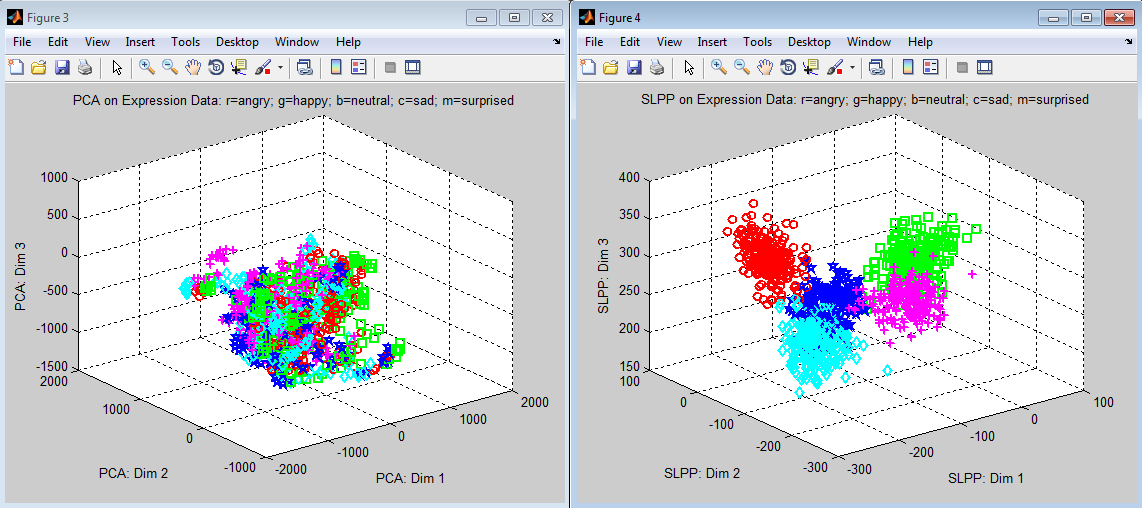 Figure 3
File Edit View Insert Tools Desktop Window Help
PCA on Expression Data: r=angry; g=happy; b=neutral; c=sad; m=surprised
1000
500
0
-500
-1000
-1500
PCA: Dim 3
2000
1000
0
-1000
PCA: Dim 2
-2000
-1000
0
1000
2000
PCA: Dim 1
Figure 4
File Edit View Insert Tools Desktop Window Help
SLPP on Expression Data: r=angry; g=happy; b=neutral; c=sad; m=surprised
400
350
300
250
200
150
SLPP: Dim 3
100
0
-100
-200
-300
SLPP: Dim 2
-300
-200
-100
0
100
SLPP: Dim 1